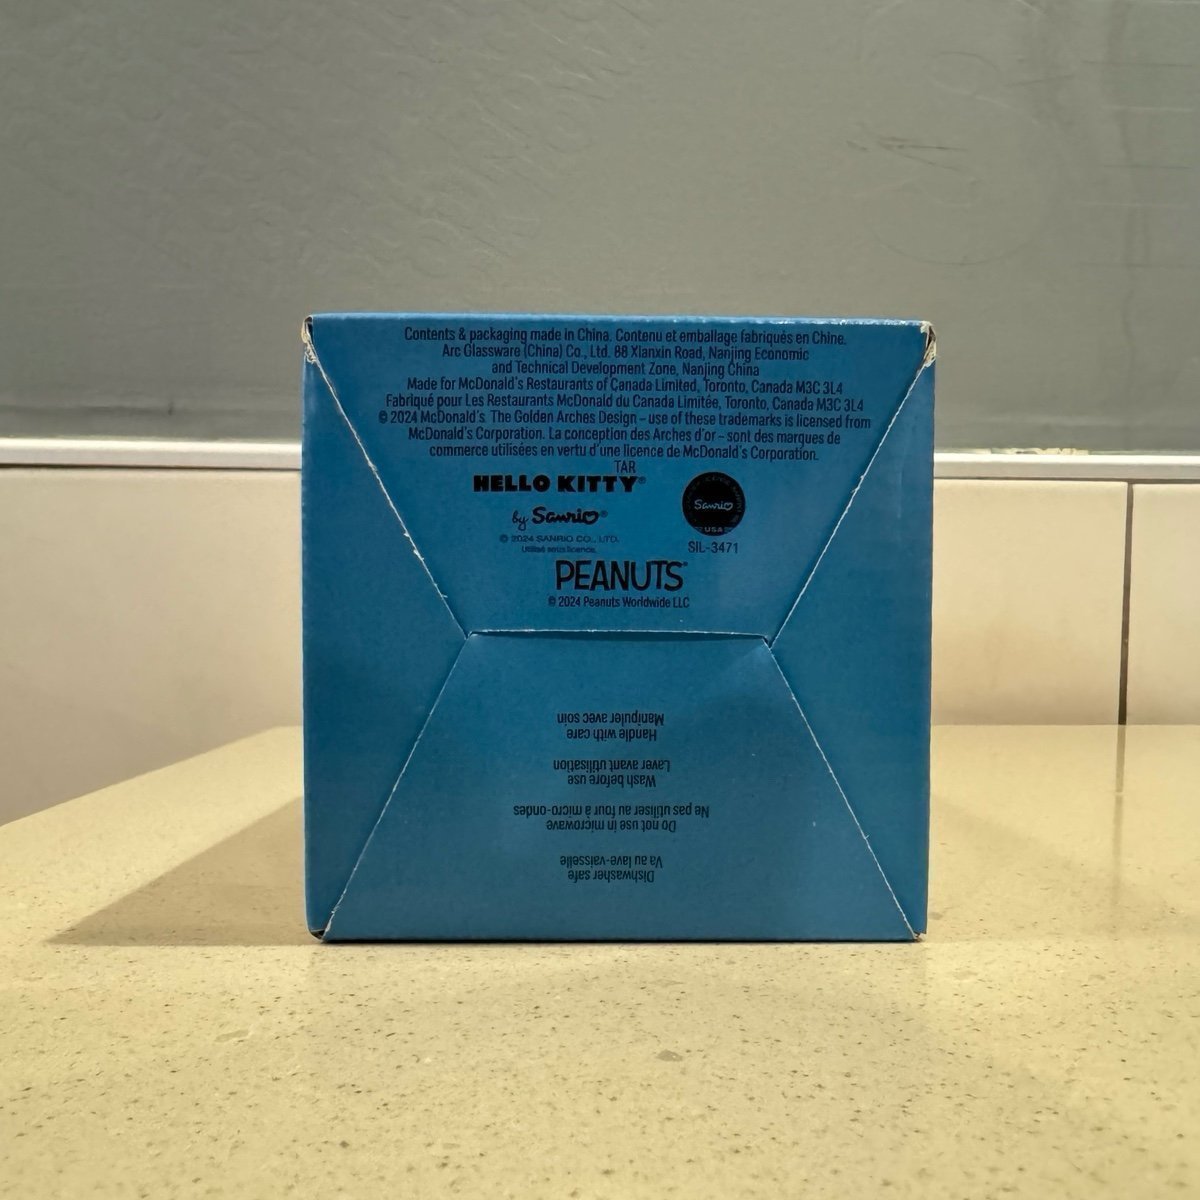 Contents & packaging made in China. Contenu et emballage fabriqués en Chine.
Arc Glassware (China) Co., Ltd. 88 Xianxin Road, Nanjing Economic
and Technical Development Zone, Nanjing China
Made for McDonald's Restaurants of Canada Limited, Toronto, Canada M3C 3L4
Fabriqué pour Les Restaurants McDonald du Canada Limitée, Toronto, Canada M3C 3L4
© 2024 McDonald's. The Golden Arches Design – use of these trademarks is licensed from
McDonald's Corporation. La conception des Arches d'or – sont des marques de
commerce utilisées en vertu d'une licence de McDonald's Corporation.
TAR
HELLO KITTY®
by Sanrio®
© 2024 SANRIO CO., LTD.
Utilisé sous licence.
Sanrio
USA
SIL-3471
PEANUTS®
© 2024 Peanuts Worldwide LLC
Dishwasher safe
Va au lave-vaisselle
Do not use in microwave
Ne pas utiliser au four à micro-ondes
Wash before use
Laver avant utilisation
Handle with care
Manipuler avec soin